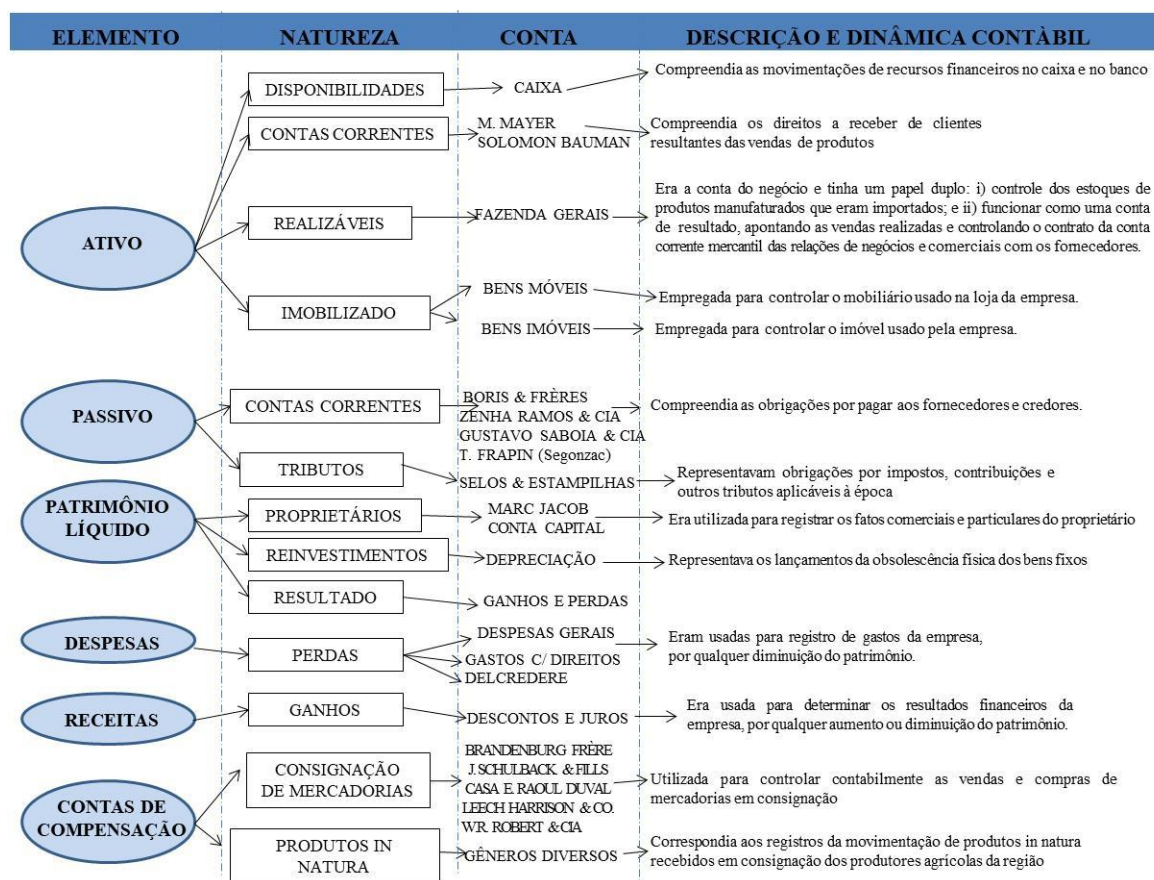 ELEMENTO NATUREZA CONTA DESCRIÇÃO E DINÂMICA CONTÀBIL
ATIVO
DISPONIBILIDADES
CAIXA
Compreendia as movimentações de recursos financeiros no caixa e no banco
CONTAS CORRENTES
M. MAYER
SOLOMON BAUMAN
Compreendia os direitos a receber de clientes
resultantes das vendas de produtos
REALIZÁVEIS
FAZENDA GERAIS
Era a conta do negócio e tinha um papel duplo: i) controle dos estoques de
produtos manufaturados que eram importados; e ii) funcionar como uma conta
de resultado, apontando as vendas realizadas e controlando o contrato da conta
corrente mercantil das relações de negócios e comerciais com os fornecedores.
IMOBILIZADO
BENS MÓVEIS
Empregada para controlar o mobiliário usado na loja da empresa.
BENS IMÓVEIS
Empregada para controlar o imóvel usado pela empresa.
PASSIVO
CONTAS CORRENTES
BORIS & FRÈRES
ZENHA RAMOS & CIA
GUSTAVO SABOIA & CIA
T. FRAPIN (Segonzac)
Compreendia as obrigações por pagar aos fornecedores e credores.
TRIBUTOS
SELOS & ESTAMPILHAS
Representavam obrigações por impostos, contribuições e
outros tributos aplicáveis à época
PATRIMÔNIO
LÍQUIDO
PROPRIETÁRIOS
MARC JACOB
CONTA CAPITAL
Era utilizada para registrar os fatos comerciais e particulares do proprietário
REINVESTIMENTOS
DEPRECIAÇÃO
Representava os lançamentos da obsolescência física dos bens fixos
RESULTADO
GANHOS E PERDAS
DESPESAS
PERDAS
DESPESAS GERAIS
GASTOS C/ DIREITOS
DELCREDERE
Eram usadas para registro de gastos da empresa,
por qualquer diminuição do patrimônio.
RECEITAS
GANHOS
DESCONTOS E JUROS
Era usada para determinar os resultados financeiros da
empresa, por qualquer aumento ou diminuição do patrimônio.
CONTAS DE
COMPENSAÇÃO
CONSIGNAÇÃO
DE MERCADORIAS
BRANDENBURG FRÈRE
J. SCHULBACK & FILLS
CASA E. RAOUL DUVAL
LEECH HARRISON & CO.
W.R. ROBERT & CIA
Utilizada para controlar contabilmente as vendas e compras de
mercadorias em consignação
PRODUTOS IN
NATURA
GÊNEROS DIVERSOS
Correspondia aos registros da movimentação de produtos in natura
recebidos em consignação dos produtores agrícolas da região